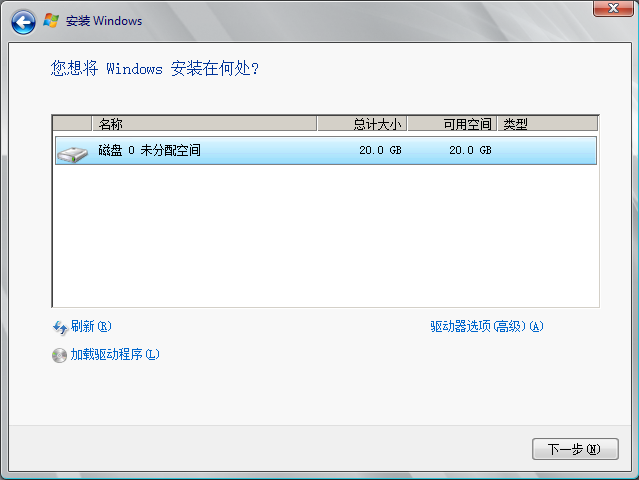 安装 Windows
您想将 Windows 安装在何处?
名称 总计大小 可用空间 类型
磁盘 0 未分配空间 20.0 GB 20.0 GB
刷新(R) 驱动器选项(高级)(A)
加载驱动程序(L)
下一步(N)